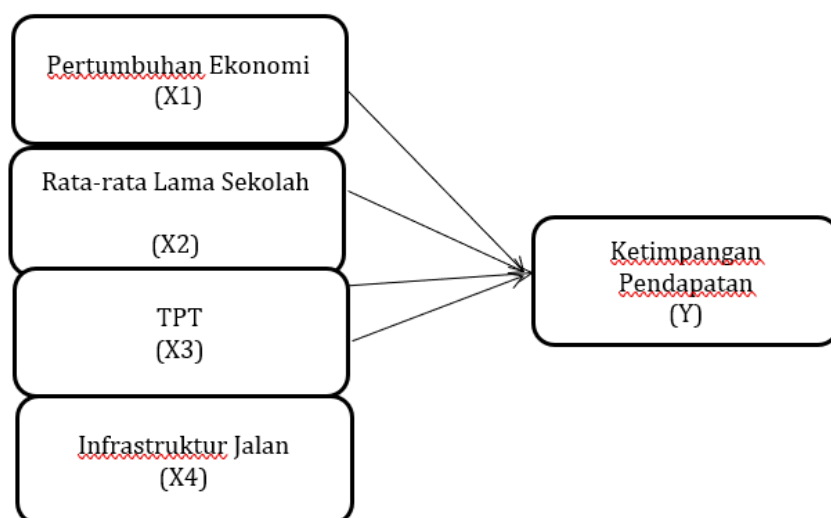 Pertumbuhan Ekonomi
(X1)
Rata-rata Lama Sekolah
(X2)
TPT
(X3)
Infrastruktur Jalan
(X4)
Ketimpangan
Pendapatan
(Y)